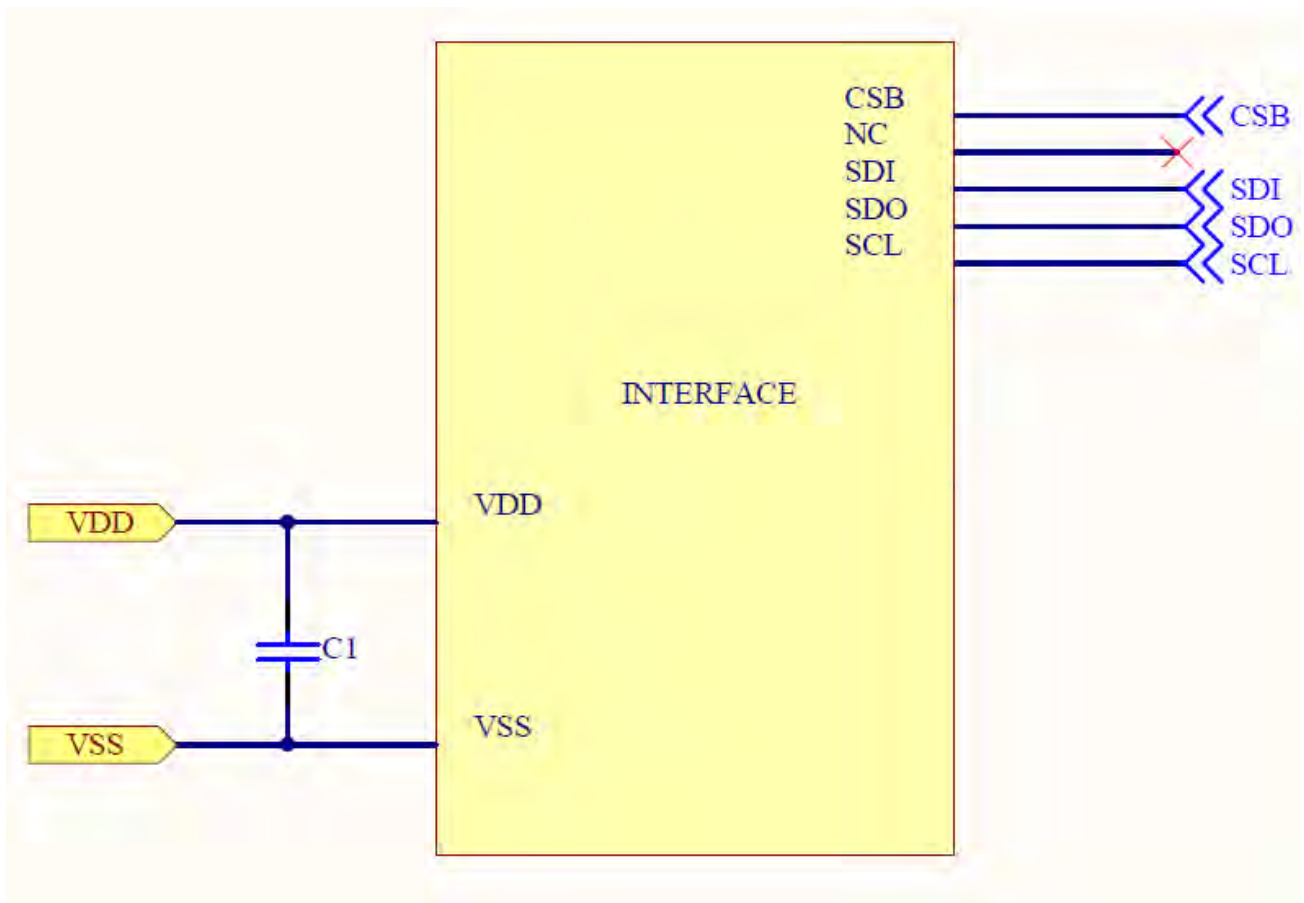 CSB
CSB
NC
SDI
SDI
SDO
SDO
SCL
SCL
INTERFACE
VDD
VDD
C1
VSS
VSS